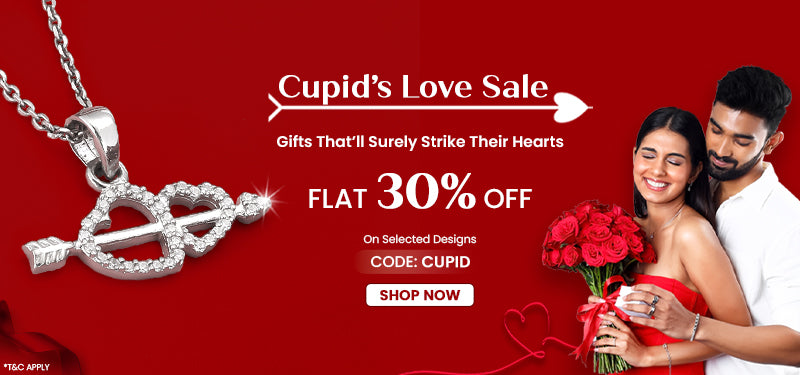 Cupid's Love Sale
Gifts That'll Surely Strike Their Hearts
FLAT 30% OFF
On Selected Designs
CODE: CUPID
SHOP NOW
*T&C APPLY